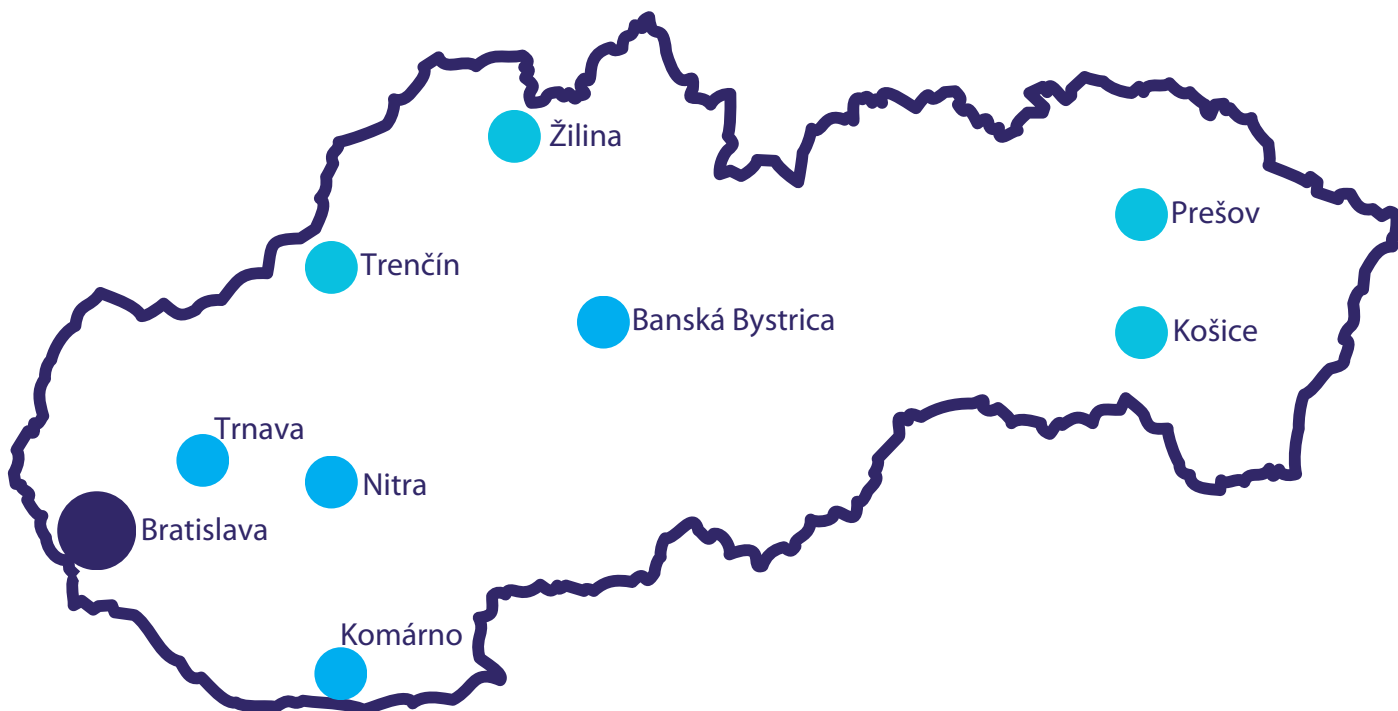 Žilina
Prešov
Trenčín
Banská Bystrica
Košice
Trnava
Nitra
Bratislava
Komárno